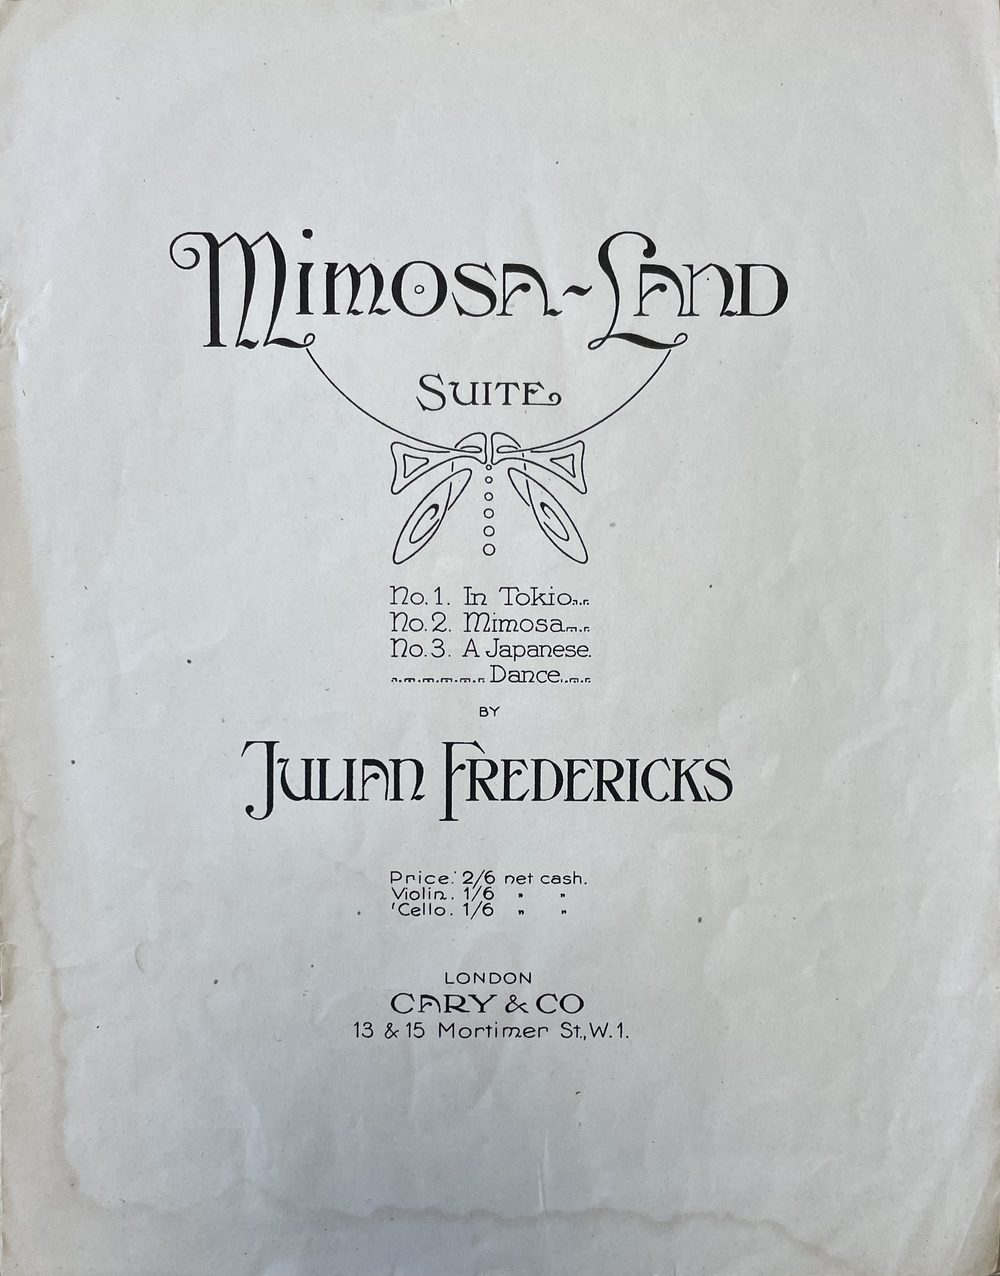 Mimosa-Land
Suite
No. 1. In Tokio
No. 2. Mimosa
No. 3. A Japanese
Dance
BY
Julian Fredericks
Price. 2/6 net cash.
Violin. 1/6 " "
'Cello. 1/6 " "
LONDON
CARY & CO
13 & 15 Mortimer St., W. 1.